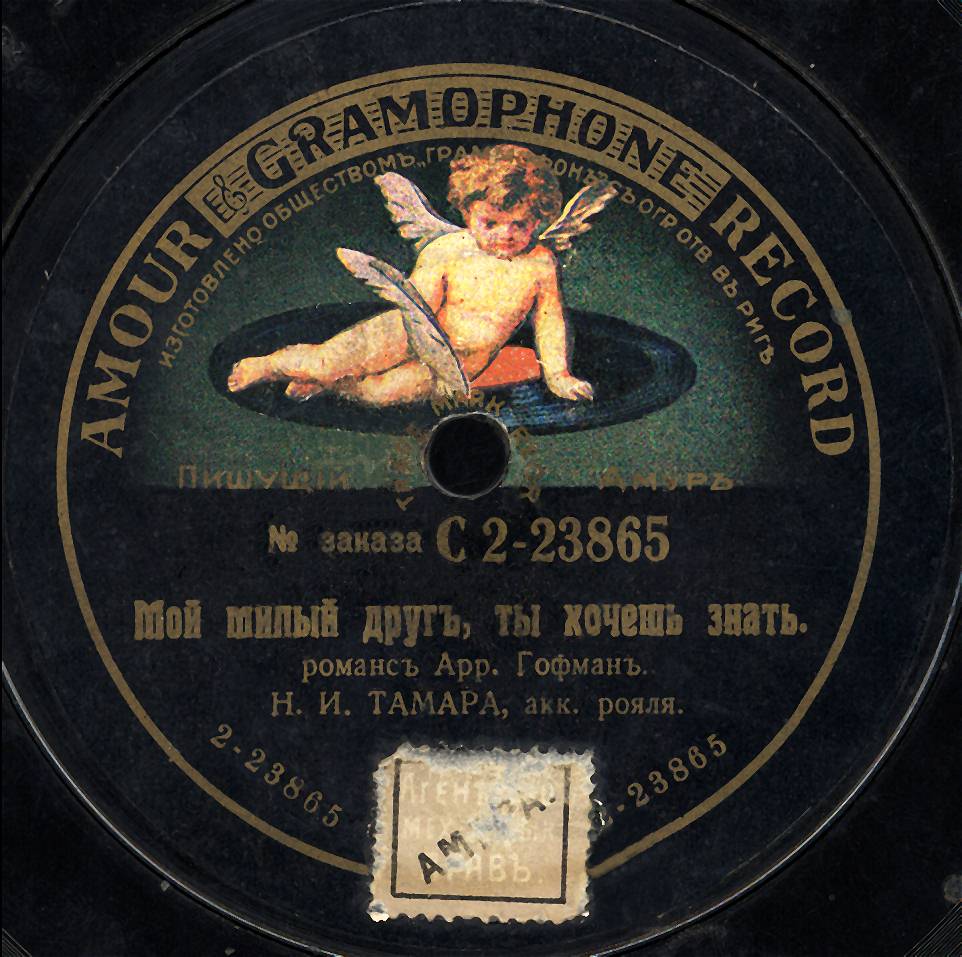 AMOUR GRAMOPHONE RECORD
ИЗГОТОВЛЕНО ОБЩЕСТВОМЪ СЪ ОГР ОТВ ВЪ РИГѢ
ПИШУЩІЙ АМУРЪ
№ заказа С 2-23865
Мой милый другъ, ты хочешь знать.
романсъ Арр. Гофманъ.
Н. И. ТАМАРА, акк. рояля.
2-23865
2-23865